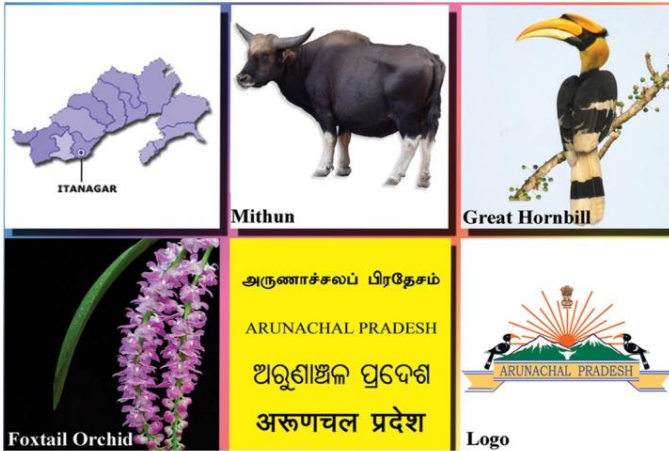 ITANAGAR
Mithun
Great Hornbill
Foxtail Orchid
அருணாச்சலப் பிரதேசம்
ARUNACHAL PRADESH
ଅରୁଣାଞ୍ଚଳ ପ୍ରଦେଶ
अरूणचल प्रदेश
ARUNACHAL PRADESH
Logo